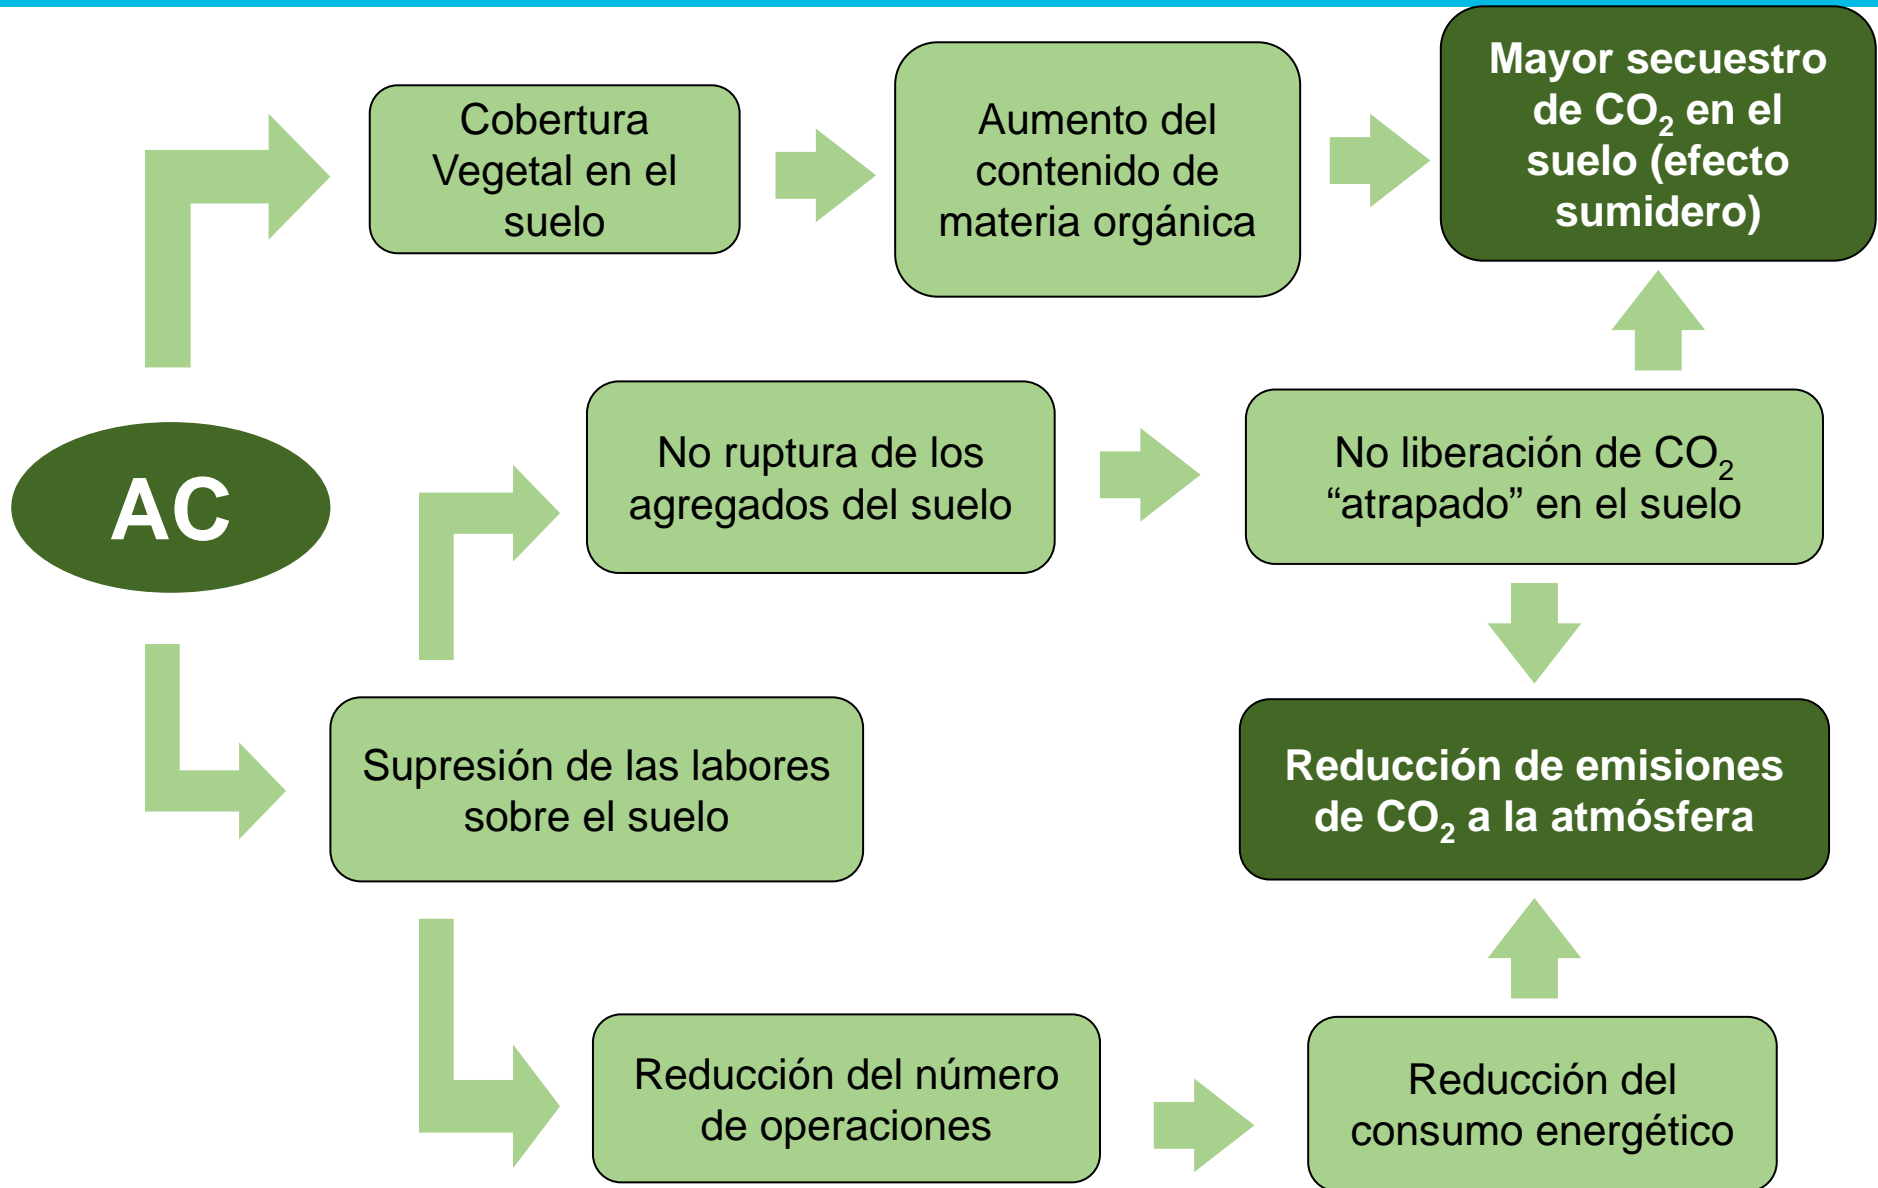 Cobertura
Vegetal en el
suelo
Aumento del
contenido de
materia orgánica
Mayor secuestro
de CO₂ en el
suelo (efecto
sumidero)
AC
No ruptura de los
agregados del suelo
No liberación de CO₂
“atrapado” en el suelo
Supresión de las labores
sobre el suelo
Reducción de emisiones
de CO₂ a la atmósfera
Reducción del número
de operaciones
Reducción del
consumo energético